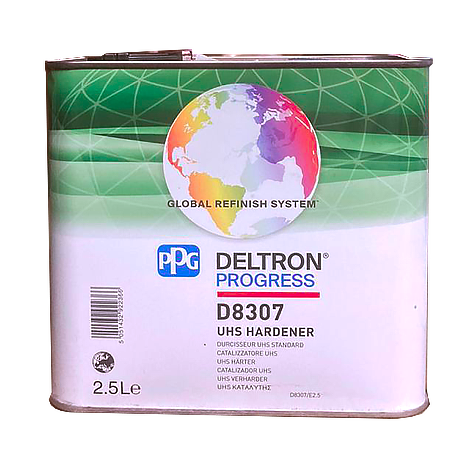 GLOBAL REFINISH SYSTEM™
PPG
DELTRON®
PROGRESS
D8307
UHS HARDENER
DURCISSEUR UHS STANDARD
CATALIZZATORE UHS
UHS HÄRTER
CATALIZADOR UHS
UHS VERHARDER
UHS ΚΑΤΑΛΥΤΗΣ
2.5L℮
D8307/E2.5